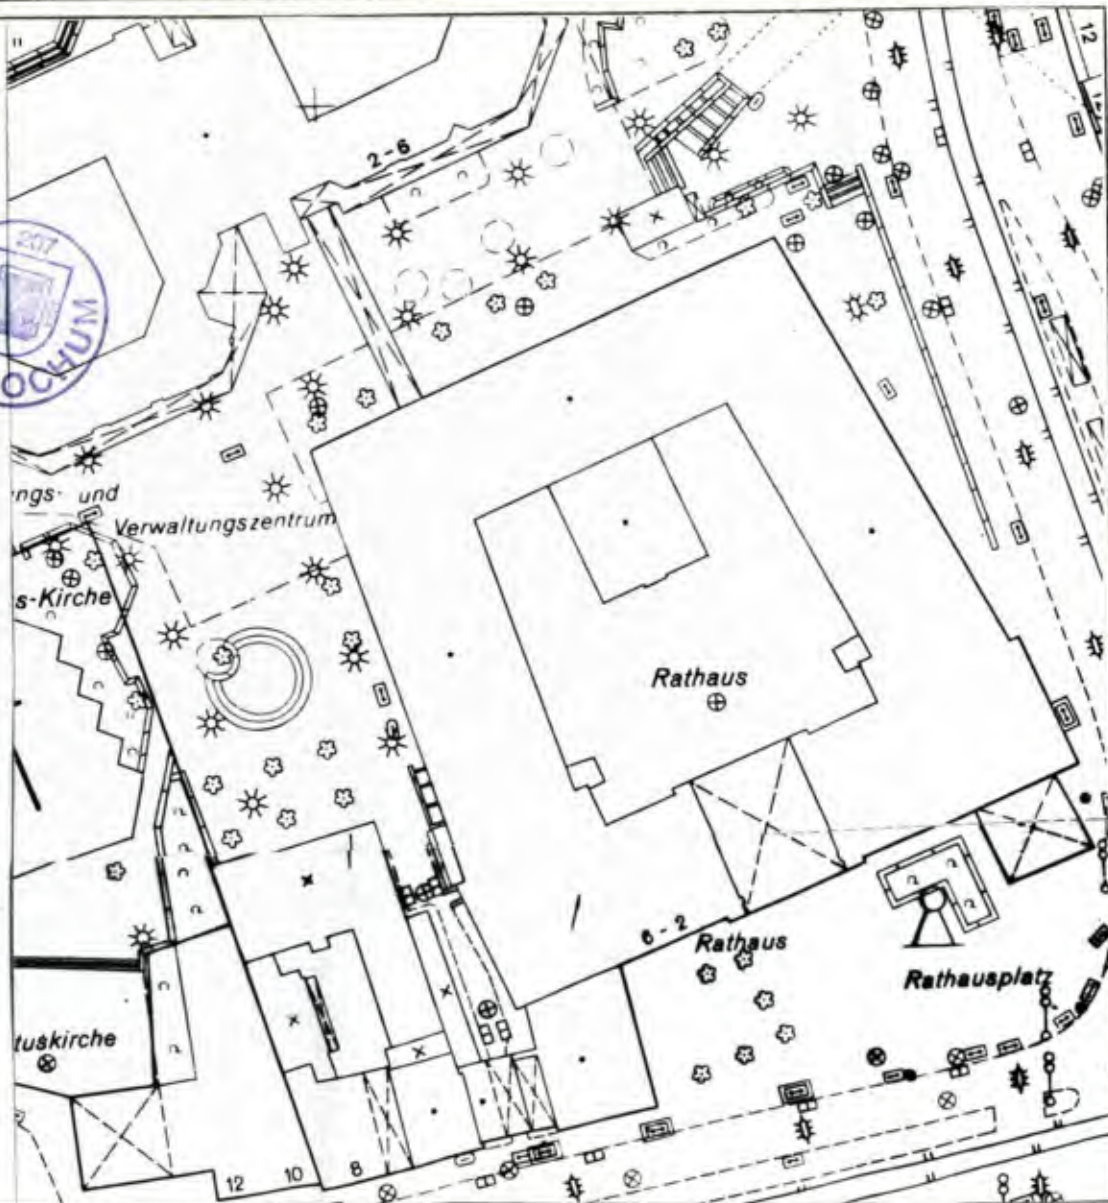 12
2-6
207
OCHUM
ngs- und
Verwaltungszentrum
s-Kirche
Rathaus
6-2
Rathaus
Rathausplatz
tuskirche
12
10
8